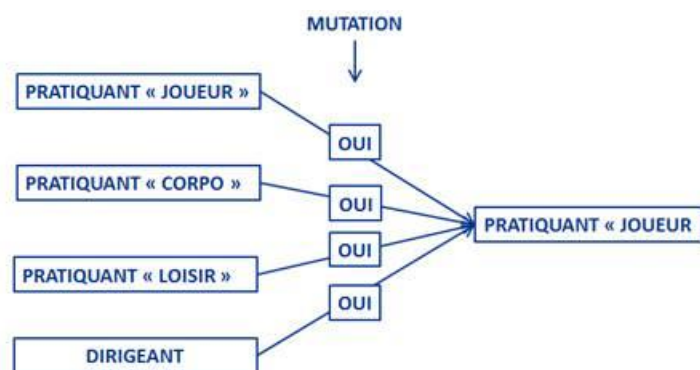 MUTATION
PRATIQUANT « JOUEUR »
OUI
PRATIQUANT « CORPO »
OUI
PRATIQUANT « JOUEUR
OUI
PRATIQUANT « LOISIR »
OUI
DIRIGEANT